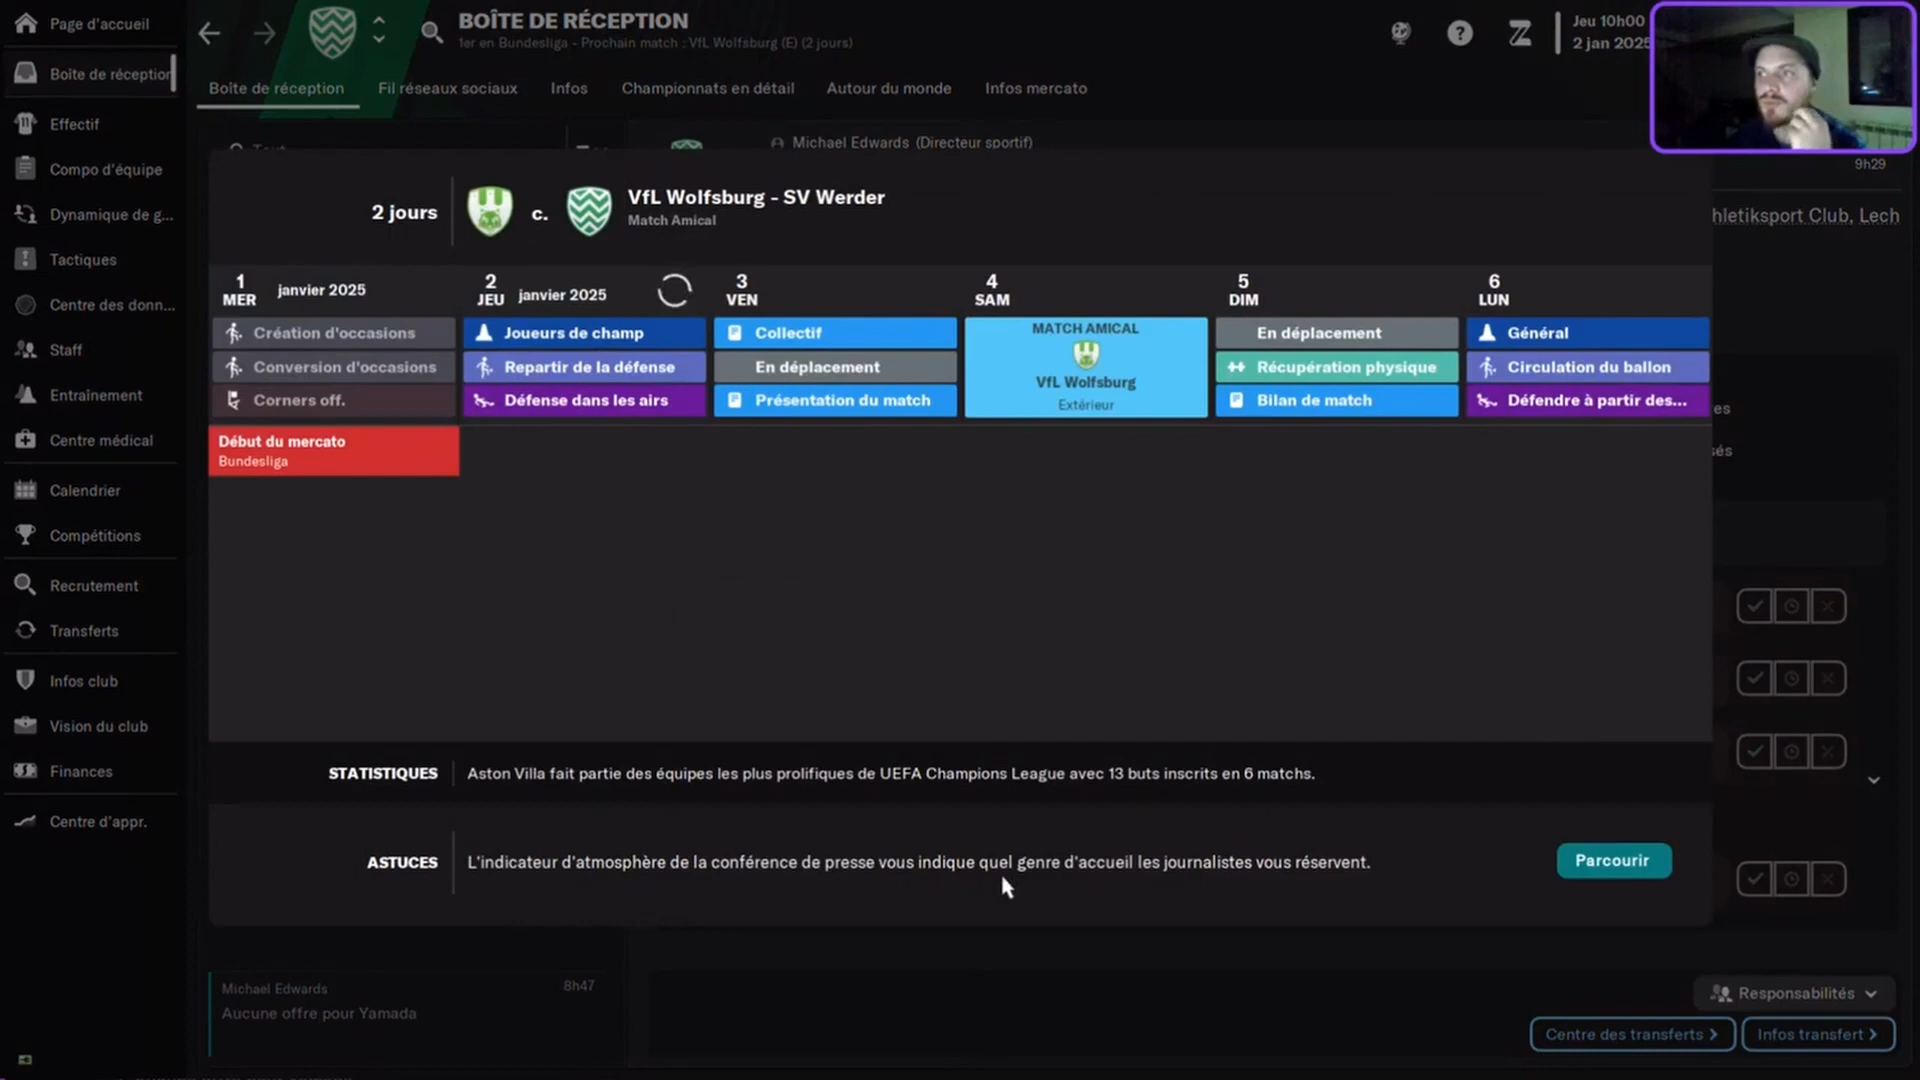 Page d'accueil
Boîte de réception
Effectif
Compo d'équipe
Dynamique de g...
Tactiques
Centre des donn...
Staff
Entraînement
Centre médical
Calendrier
Compétitions
Recrutement
Transferts
Infos club
Vision du club
Finances
Centre d'appr.
BOÎTE DE RÉCEPTION
1er en Bundesliga - Prochain match : VfL Wolfsburg (E) (2 jours)
Jeu 10h00
2 jan 2025
Boîte de réception
Fil réseaux sociaux
Infos
Championnats en détail
Autour du monde
Infos mercato
Michael Edwards (Directeur sportif)
9h29
hletiksport Club, Lech
2 jours
c.
VfL Wolfsburg - SV Werder
Match Amical
1 MER janvier 2025
2 JEU janvier 2025
3 VEN
4 SAM
5 DIM
6 LUN
Création d'occasions
Conversion d'occasions
Corners off.
Joueurs de champ
Repartir de la défense
Défense dans les airs
Collectif
En déplacement
Présentation du match
MATCH AMICAL
VfL Wolfsburg
Extérieur
En déplacement
Récupération physique
Bilan de match
Général
Circulation du ballon
Défendre à partir des...
Début du mercato
Bundesliga
STATISTIQUES
Aston Villa fait partie des équipes les plus prolifiques de UEFA Champions League avec 13 buts inscrits en 6 matchs.
ASTUCES
L'indicateur d'atmosphère de la conférence de presse vous indique quel genre d'accueil les journalistes vous réservent.
Parcourir
Michael Edwards
8h47
Aucune offre pour Yamada
Responsabilités
Centre des transferts
Infos transfert